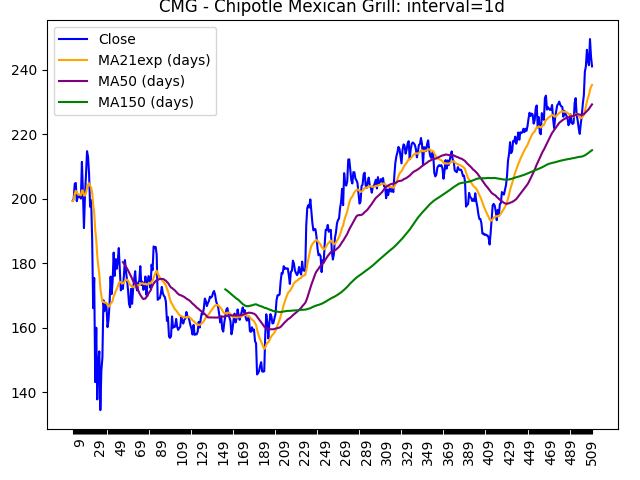 CMG - Chipotle Mexican Grill: interval=1d
Close
MA21exp (days)
MA50 (days)
MA150 (days)
240
220
200
180
160
140
9 29 49 69 89 109 129 149 169 189 209 229 249 269 289 309 329 349 369 389 409 429 449 469 489 509